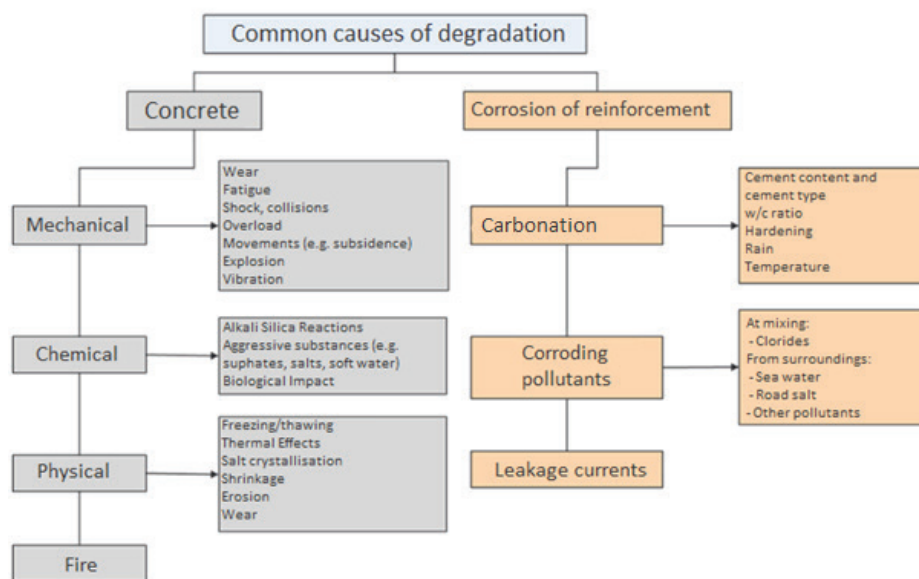 Common causes of degradation
Concrete
Corrosion of reinforcement
Mechanical
Wear
Fatigue
Shock, collisions
Overload
Movements (e.g. subsidence)
Explosion
Vibration
Chemical
Alkali Silica Reactions
Aggressive substances (e.g.
suphates, salts, soft water)
Biological Impact
Physical
Freezing/thawing
Thermal Effects
Salt crystallisation
Shrinkage
Erosion
Wear
Fire
Carbonation
Cement content and
cement type
w/c ratio
Hardening
Rain
Temperature
Corroding
pollutants
At mixing:
- Clorides
From surroundings:
- Sea water
- Road salt
- Other pollutants
Leakage currents